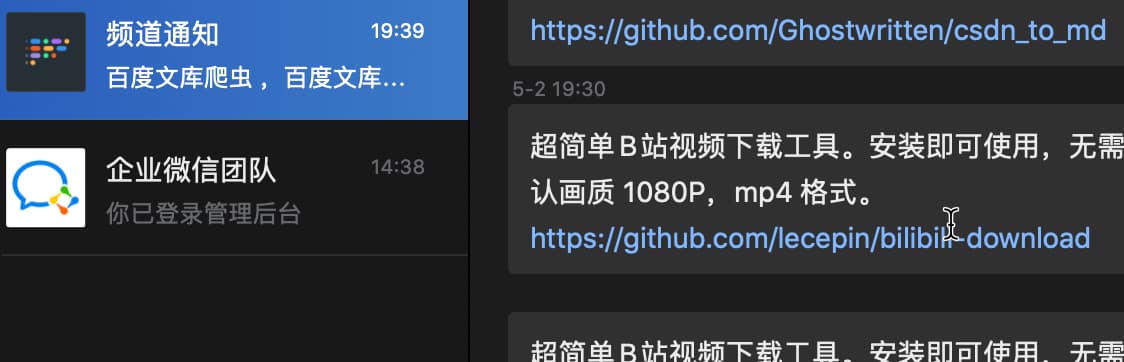 频道通知
19:39
百度文库爬虫 ，百度文库...
企业微信团队
14:38
你已登录管理后台
https://github.com/Ghostwritten/csdn_to_md
5-2 19:30
超简单B站视频下载工具。安装即可使用，无需
认画质 1080P，mp4 格式。
https://github.com/lecepin/bilibili-download
超简单B站视频下载工具。安装即可使用，无需